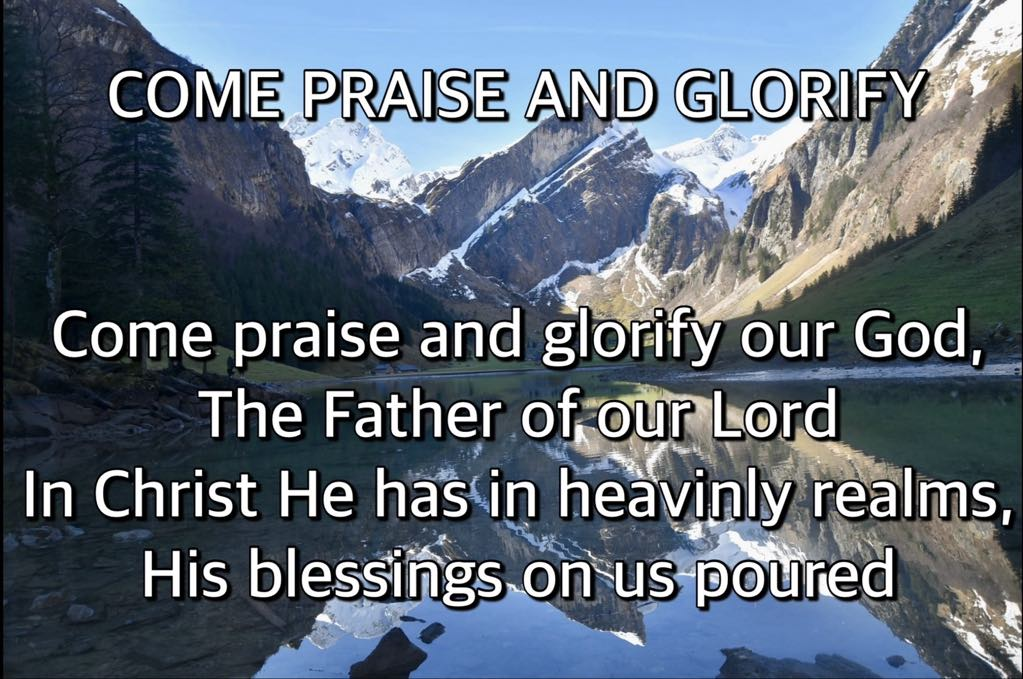 COME PRAISE AND GLORIFY
Come praise and glorify our God,
The Father of our Lord
In Christ He has in heavinly realms,
His blessings on us poured